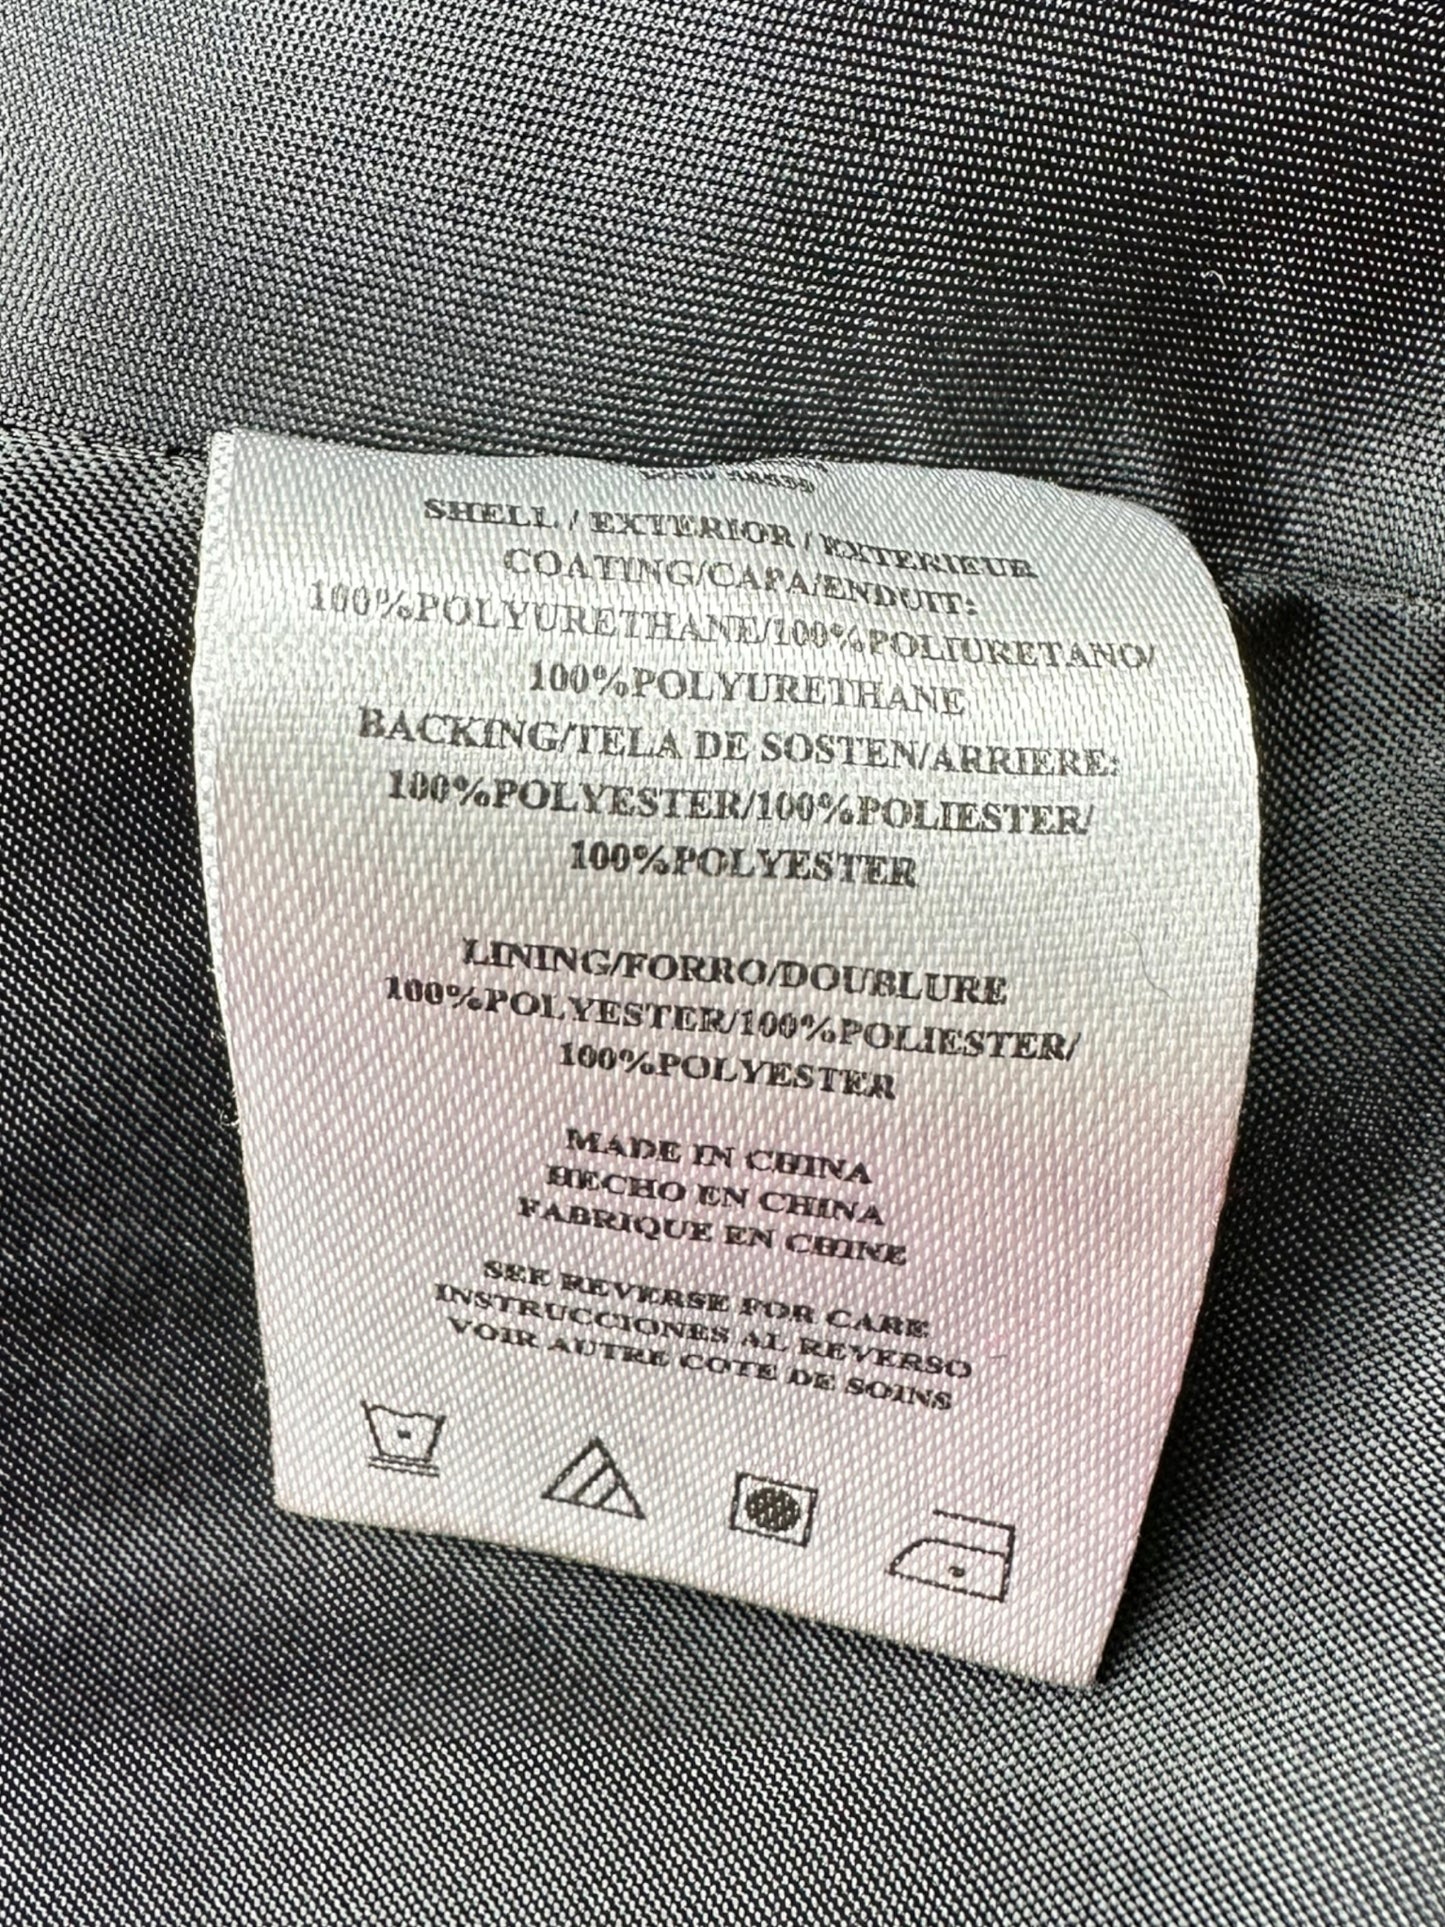 SHELL / EXTERIOR / EXTERIEUR
COATING/CAPA/ENDUIT:
100%POLYURETHANE/100%POLIURETANO/
100%POLYURETHANE
BACKING/TELA DE SOSTEN/ARRIERE:
100%POLYESTER/100%POLIESTER/
100%POLYESTER
LINING/FORRO/DOUBLURE
100%POLYESTER/100%POLIESTER/
100%POLYESTER
MADE IN CHINA
HECHO EN CHINA
FABRIQUE EN CHINE
SEE REVERSE FOR CARE
INSTRUCCIONES AL REVERSO
VOIR AUTRE COTE DE SOINS